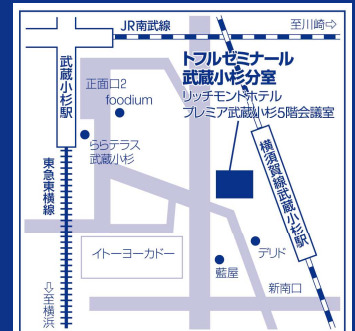 JR南武線
至川崎⇨
トフルゼミナール
武蔵小杉分室
リッチモンドホテル
プレミア武蔵小杉5階会議室
武蔵小杉駅
正面口2
foodium
ららテラス
武蔵小杉
東急東横線
横須賀線武蔵小杉駅
イトーヨーカドー
デリド
藍屋
新南口
⇩至横浜